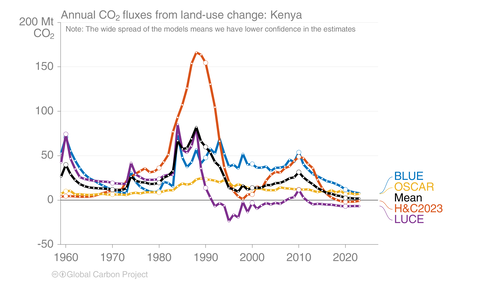 Annual CO₂ fluxes from land-use change: Kenya
200 Mt
CO₂
Note: The wide spread of the models means we have lower confidence in the estimates
150
100
50
0
-50
1960
1970
1980
1990
2000
2010
2020
BLUE
OSCAR
Mean
H&C2023
LUCE
Global Carbon Project